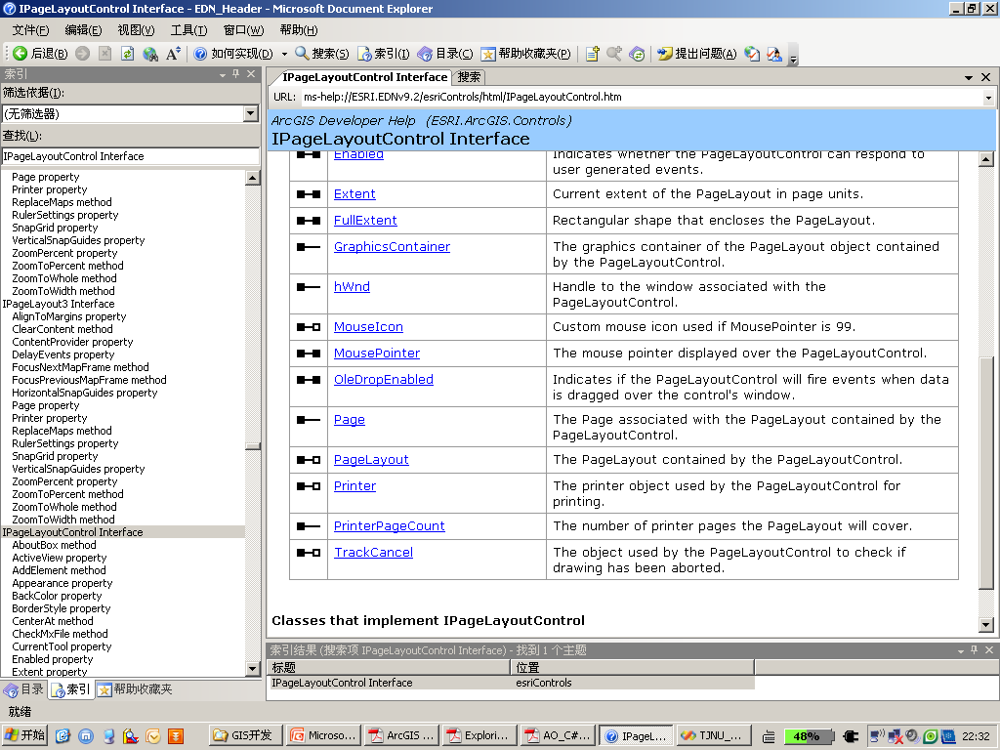 IPageLayoutControl Interface - EDN_Header - Microsoft Document Explorer
文件(F) 编辑(E) 视图(V) 工具(T) 窗口(W) 帮助(H)
后退(B) 如何实现(D) 搜索(S) 索引(I) 目录(C) 帮助收藏夹(P) 提出问题(A)
索引
筛选依据(I):
(无筛选器)
查找(L):
IPageLayoutControl Interface
Page property
Printer property
ReplaceMaps method
RulerSettings property
SnapGrid property
VerticalSnapGuides property
ZoomPercent property
ZoomToPercent method
ZoomToWhole method
ZoomToWidth method
IPageLayout3 Interface
AlignToMargins property
ClearContent method
ContentProvider property
DelayEvents property
FocusNextMapFrame method
FocusPreviousMapFrame method
HorizontalSnapGuides property
Page property
Printer property
ReplaceMaps method
RulerSettings property
SnapGrid property
VerticalSnapGuides property
ZoomPercent property
ZoomToPercent method
ZoomToWhole method
ZoomToWidth method
IPageLayoutControl Interface
AboutBox method
ActiveView property
AddElement method
Appearance property
BackColor property
BorderStyle property
CenterAt method
CheckMxFile method
CurrentTool property
Enabled property
Extent property
目录 索引 帮助收藏夹
IPageLayoutControl Interface 搜索
URL: ms-help://ESRI.EDNv9.2/esriControls/html/IPageLayoutControl.htm
ArcGIS Developer Help (ESRI.ArcGIS.Controls)
IPageLayoutControl Interface
Enabled Indicates whether the PageLayoutControl can respond to
user generated events.
Extent Current extent of the PageLayout in page units.
FullExtent Rectangular shape that encloses the PageLayout.
GraphicsContainer The graphics container of the PageLayout object contained
by the PageLayoutControl.
hWnd Handle to the window associated with the
PageLayoutControl.
MouseIcon Custom mouse icon used if MousePointer is 99.
MousePointer The mouse pointer displayed over the PageLayoutControl.
OleDropEnabled Indicates if the PageLayoutControl will fire events when data
is dragged over the control's window.
Page The Page associated with the PageLayout contained by the
PageLayoutControl.
PageLayout The PageLayout contained by the PageLayoutControl.
Printer The printer object used by the PageLayoutControl for
printing.
PrinterPageCount The number of printer pages the PageLayout will cover.
TrackCancel The object used by the PageLayoutControl to check if
drawing has been aborted.
Classes that implement IPageLayoutControl
索引结果 (搜索项 IPageLayoutControl Interface) - 找到 1 个主题
标题 位置
IPageLayoutControl Interface esriControls
就绪
开始 GIS开发 Microso... ArcGIS ... Explori... AO_C#... IPageL... TJNU_... 48% 22:32